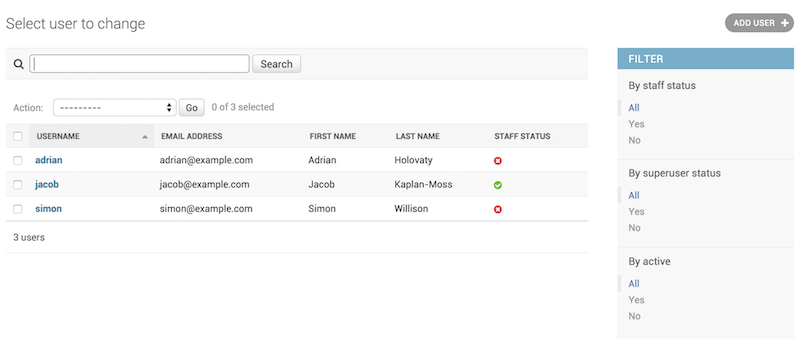 Select user to change
ADD USER +
Search
Action: --------- Go 0 of 3 selected
USERNAME EMAIL ADDRESS FIRST NAME LAST NAME STAFF STATUS
adrian adrian@example.com Adrian Holovaty
jacob jacob@example.com Jacob Kaplan-Moss
simon simon@example.com Simon Willison
3 users
FILTER
By staff status
All
Yes
No
By superuser status
All
Yes
No
By active
All
Yes
No